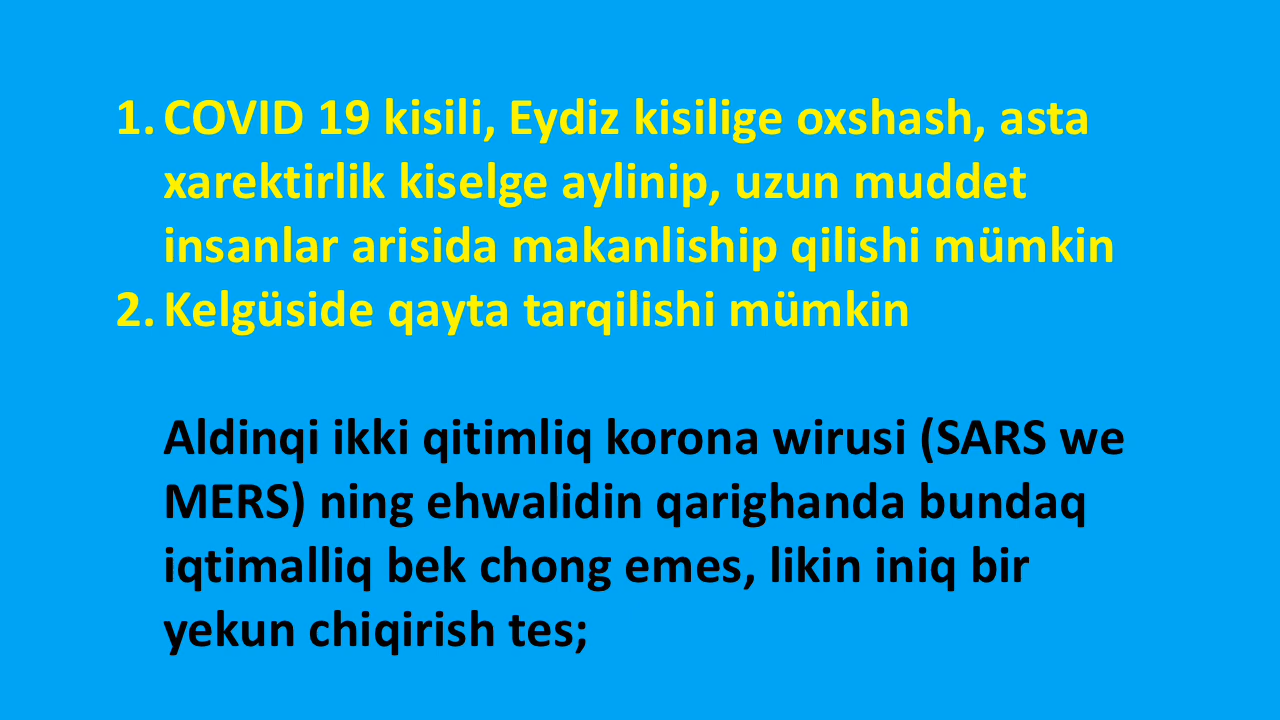 1. COVID 19 kisili, Eydiz kisilige oxshash, asta
xarektirlik kiselge aylinip, uzun muddet
insanlar arisida makanliship qilishi mümkin
2. Kelgüside qayta tarqilishi mümkin
Aldinqi ikki qitimliq korona wirusi (SARS we
MERS) ning ehwalidin qarighanda bundaq
iqtimalliq bek chong emes, likin iniq bir
yekun chiqirish tes;